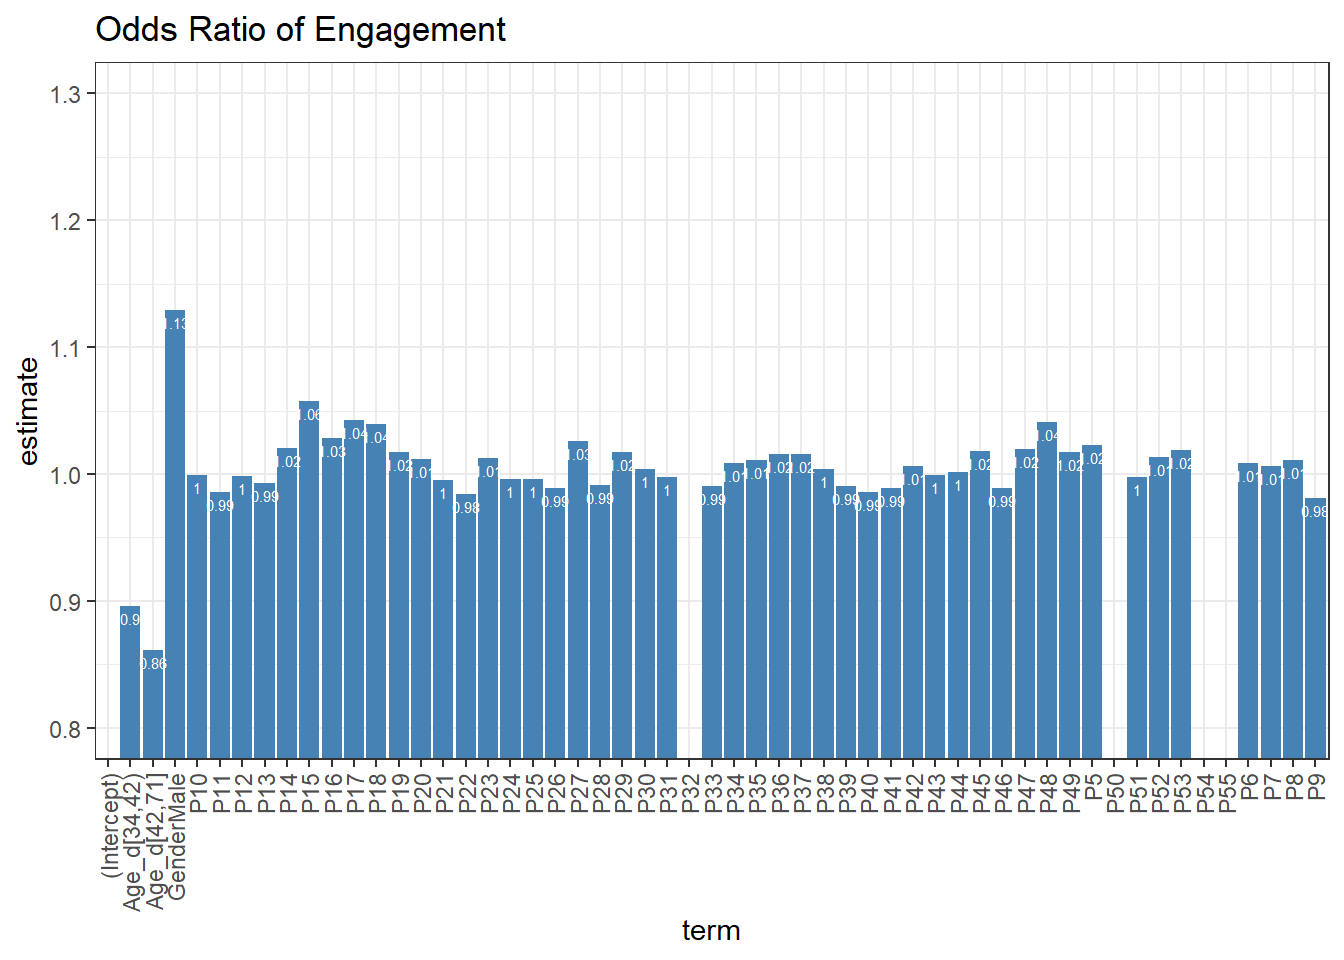 Odds Ratio of Engagement
1.3
1.2
1.1
1.0
0.9
0.8
estimate
0.9
0.86
1.13
1
0.99
1
0.99
1.02
1.06
1.03
1.04
1.04
1.02
1.01
1
0.98
1.01
1
1
0.99
1.03
0.99
1.02
1
1
0.99
1.01
1.01
1.02
1.02
1
0.99
0.99
0.99
1.01
1
1
1.02
0.99
1.02
1.04
1.02
1.02
1
1.01
1.02
1.01
1.01
1.01
0.98
(Intercept)
Age_d[34,42)
Age_d[42,71]
GenderMale
P10
P11
P12
P13
P14
P15
P16
P17
P18
P19
P20
P21
P22
P23
P24
P25
P26
P27
P28
P29
P30
P31
P32
P33
P34
P35
P36
P37
P38
P39
P40
P41
P42
P43
P44
P45
P46
P47
P48
P49
P5
P50
P51
P52
P53
P54
P55
P6
P7
P8
P9
term